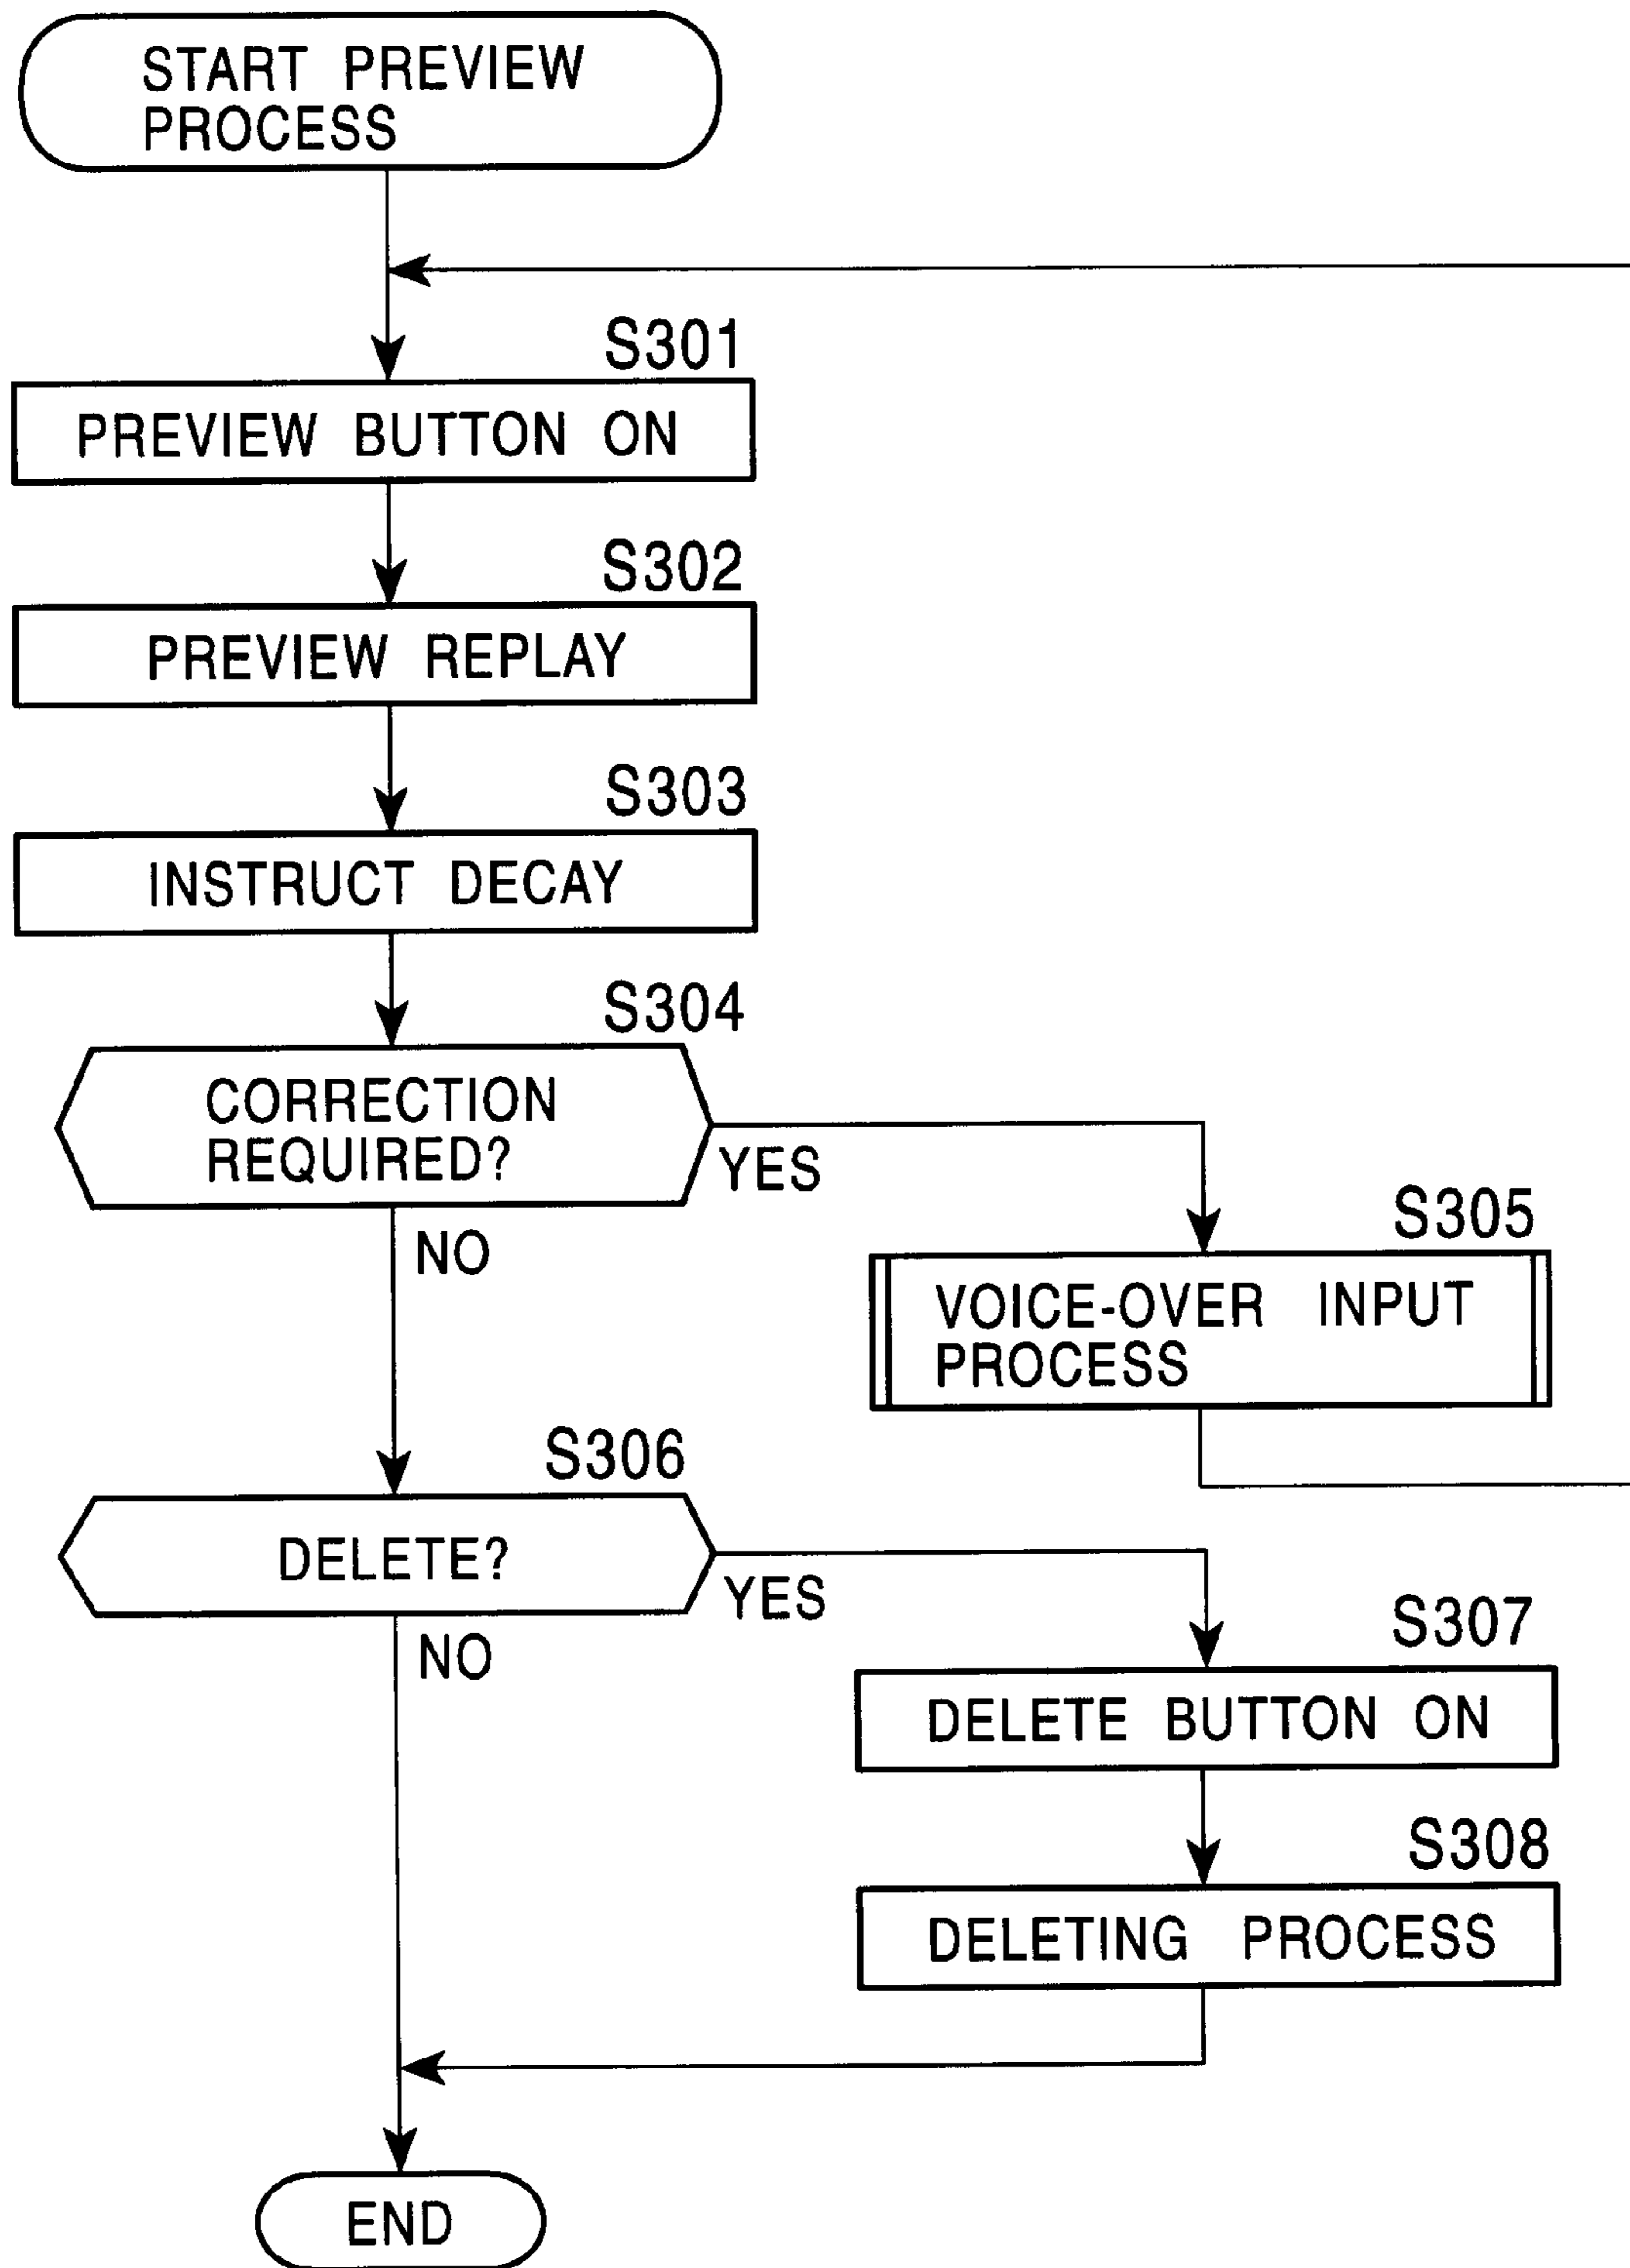 START PREVIEW
PROCESS
S301
PREVIEW BUTTON ON
S302
PREVIEW REPLAY
S303
INSTRUCT DECAY
S304
CORRECTION
REQUIRED?
YES
NO
S305
VOICE-OVER INPUT
PROCESS
S306
DELETE?
YES
NO
S307
DELETE BUTTON ON
S308
DELETING PROCESS
END